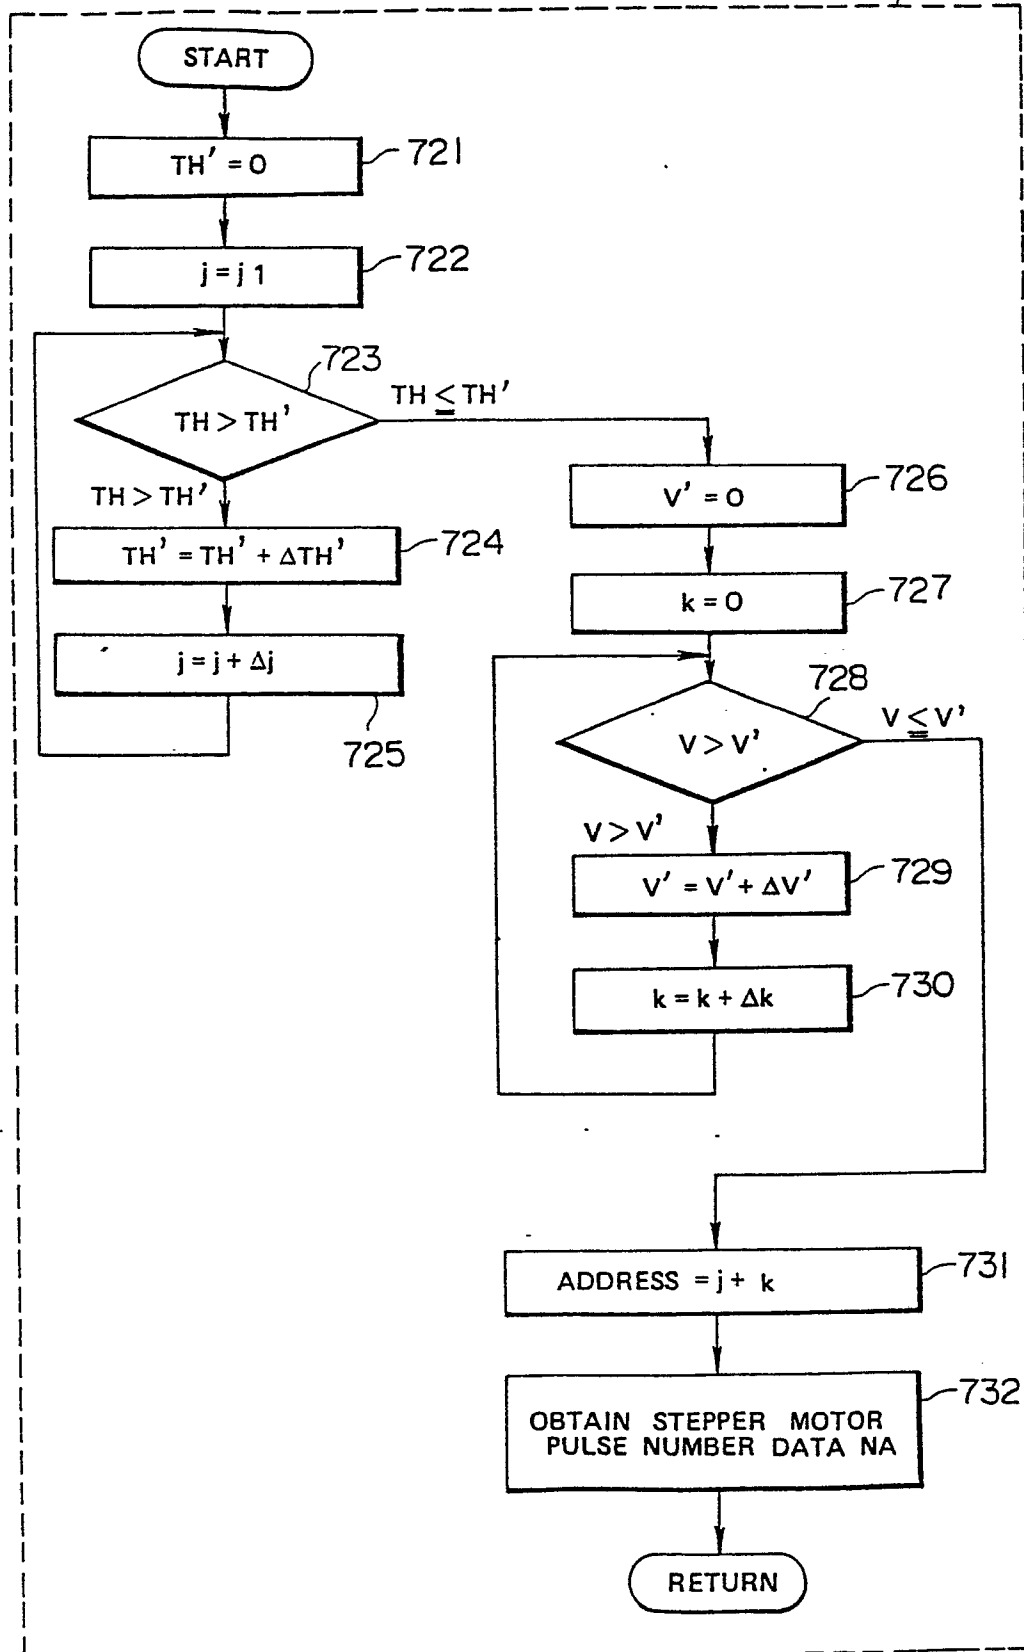 START
TH' = 0
721
j = j 1
722
723
TH > TH'
TH ≦ TH'
TH > TH'
TH' = TH' + ΔTH'
724
j = j + Δj
725
V' = 0
726
k = 0
727
728
V > V'
V ≦ V'
V > V'
V' = V' + ΔV'
729
k = k + Δk
730
ADDRESS = j + k
731
732
OBTAIN STEPPER MOTOR
PULSE NUMBER DATA NA
RETURN